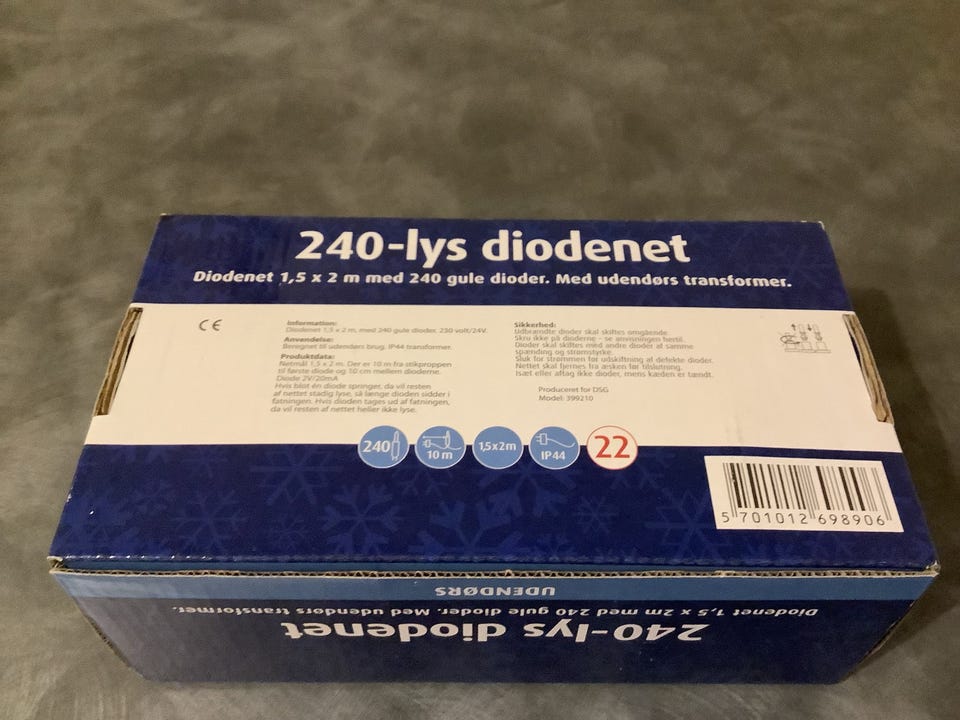 240-lys diodenet
Diodenet 1,5 x 2 m med 240 gule dioder. Med udendørs transformer.
CE
Information:
Diodenet 1,5 x 2 m, med 240 gule dioder, 230 volt/24V.
Anvendelse:
Beregnet til udendørs brug. IP44 transformer.
Produktdata:
Netmål 1,5 x 2 m. Der er 10 m fra stikproppen
til første diode og 10 cm mellem dioderne.
Diode 2V/20mA
Hvis blot én diode springer, da vil resten
af nettet stadig lyse, så længe dioden sidder i
fatningen. Hvis dioden tages ud af fatningen,
da vil resten af nettet heller ikke lyse.
Sikkerhed:
Udbrændte dioder skal skiftes omgående.
Skru ikke på dioderne - se anvisningen hertil.
Dioder skal skiftes med andre dioder af samme
spænding og strømstyrke.
Sluk for strømmen før udskiftning af defekte dioder.
Nettet skal fjernes fra æsken før tilslutning.
Isæt eller aftag ikke dioder, mens kæden er tændt.
Produceret for DSG
Model: 399210
240
10 m
1,5x2m
IP44
22
5 701012 698906
UDENDØRS
Diodenet 1,5 x 2m med 240 gule dioder. Med udendørs transformer.
240-lys diodenet